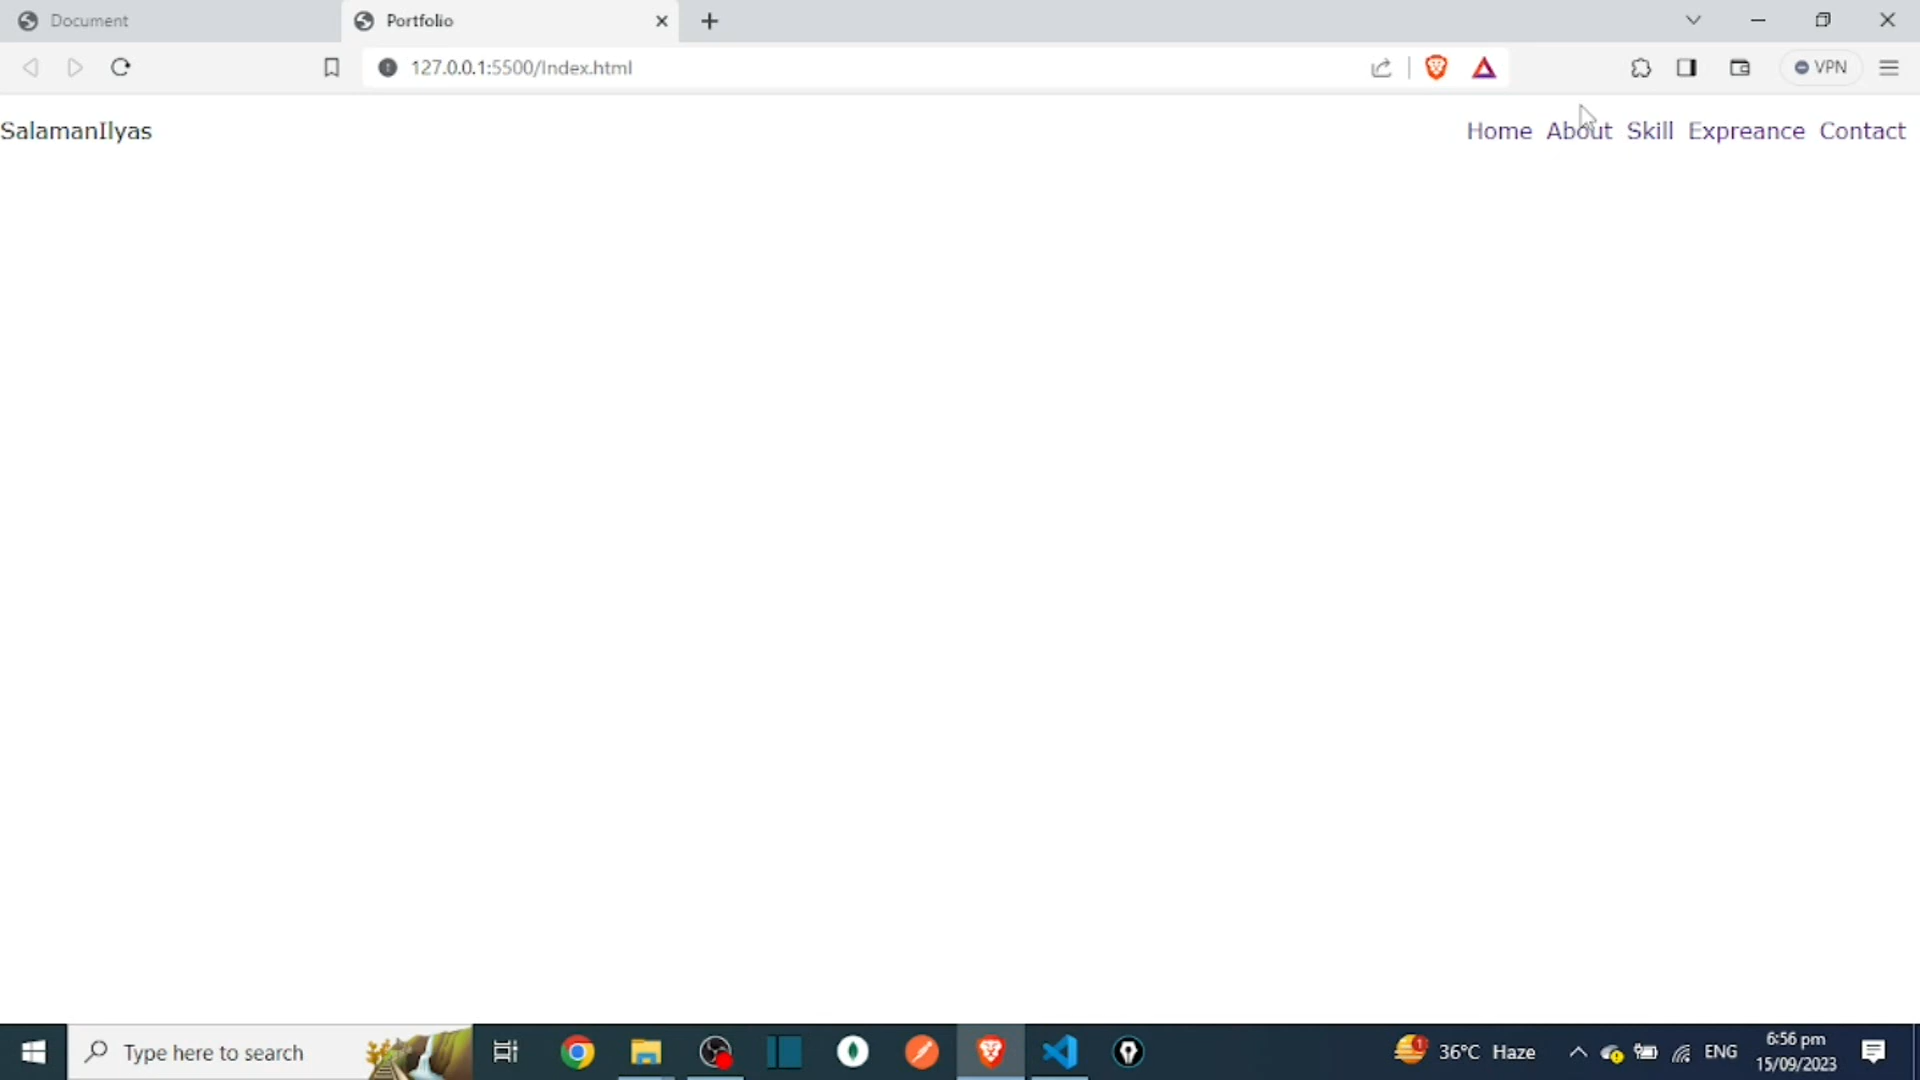 Document
Portfolio
127.0.0.1:5500/Index.html
VPN
SalamanIlyas
Home About Skill Expreance Contact
Type here to search
1
36°C Haze
ENG
6:56 pm
15/09/2023